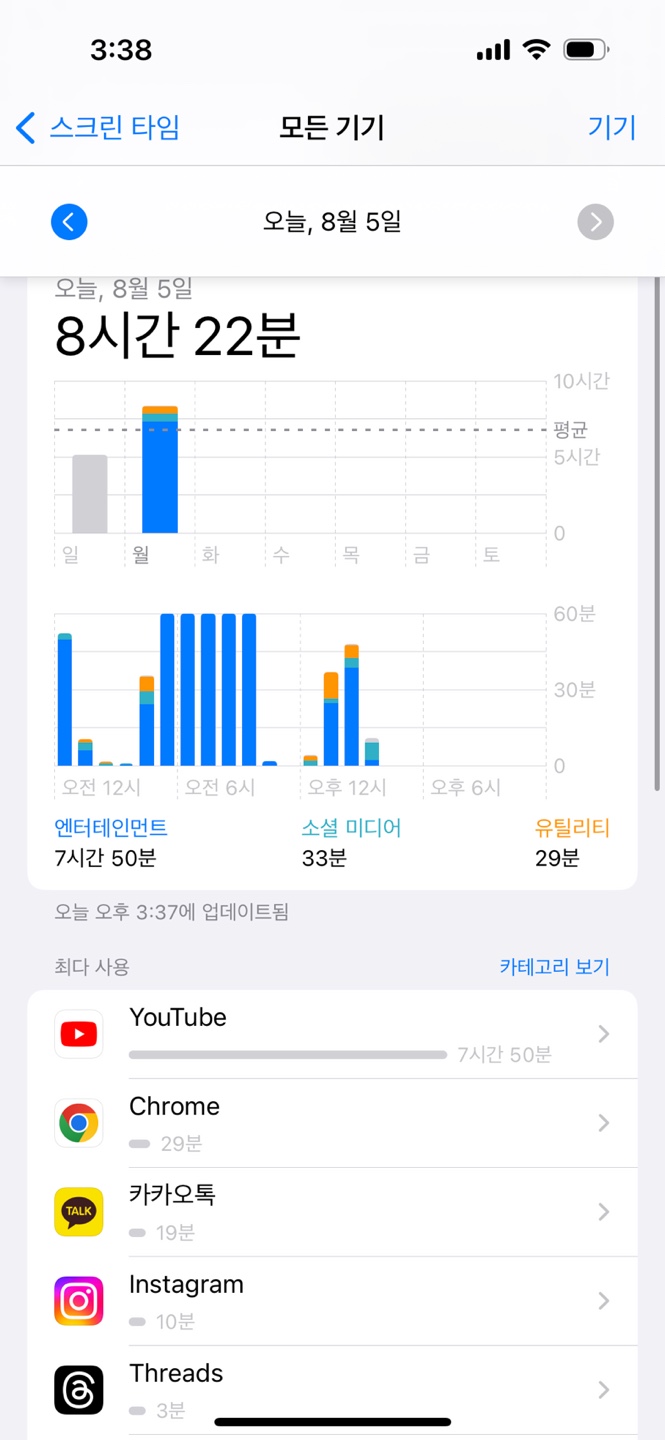 3:38
스크린 타임
모든 기기
기기
오늘, 8월 5일
오늘, 8월 5일
8시간 22분
10시간
평균
5시간
0
일 월 화 수 목 금 토
60분
30분
0
오전 12시 오전 6시 오후 12시 오후 6시
엔터테인먼트 소셜 미디어 유틸리티
7시간 50분 33분 29분
오늘 오후 3:37에 업데이트됨
최다 사용 카테고리 보기
YouTube
7시간 50분
Chrome
29분
TALK
카카오톡
19분
Instagram
10분
Threads
3분